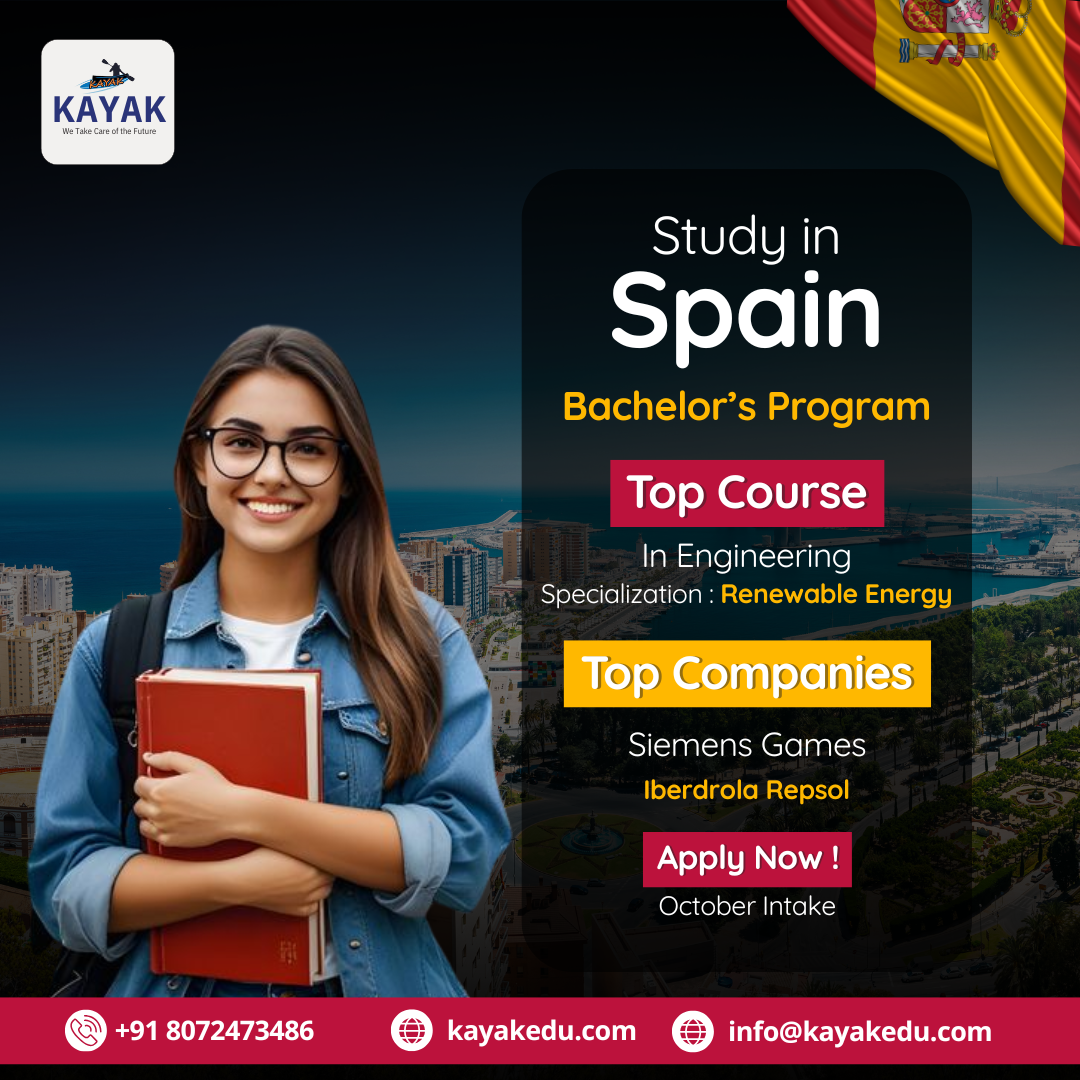 KAYAK
KAYAK
We Take Care of the Future
Study in
Spain
Bachelor’s Program
Top Course
In Engineering
Specialization : Renewable Energy
Top Companies
Siemens Games
Iberdrola Repsol
Apply Now !
October Intake
+91 8072473486
kayakedu.com
info@kayakedu.com